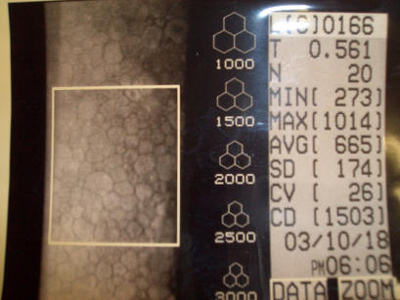 1000
1500
2000
2500
3000
L(C)0166
T 0.561
N 20
MIN( 273)
MAX(1014)
AVG( 665)
SD ( 174)
CV ( 26)
CD (1503)
03/10/18
PM06:06
DATA ZOOM